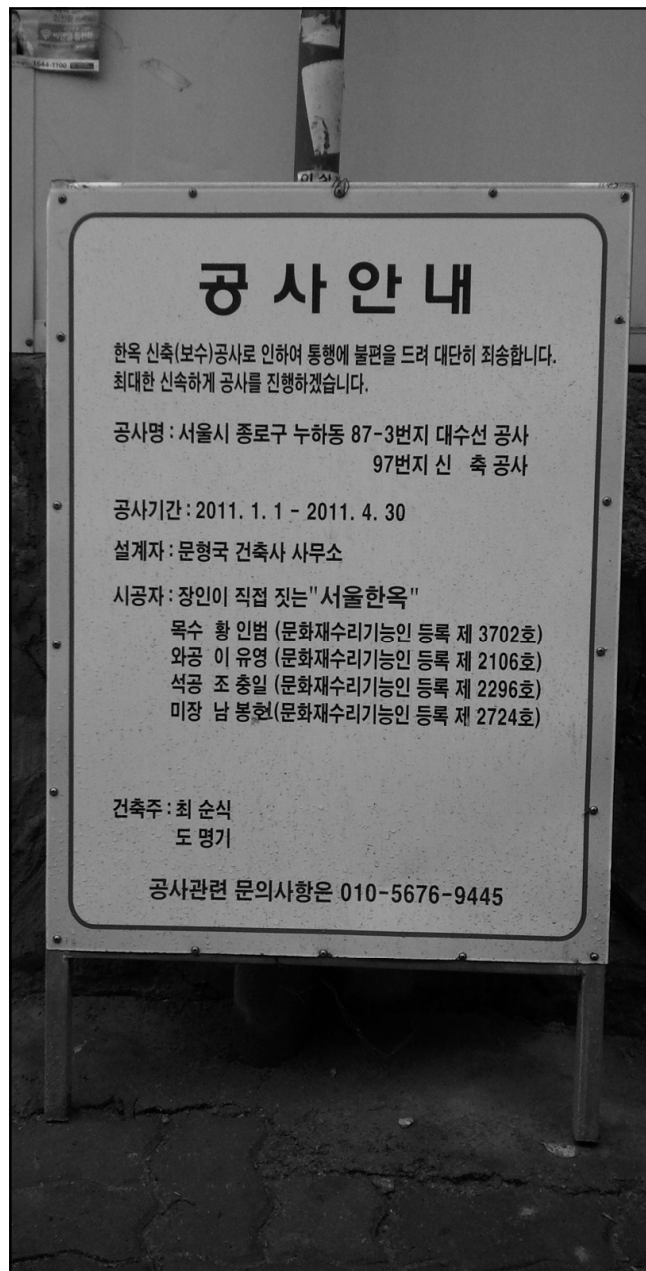 1544-1100
공사안내
한옥 신축(보수)공사로 인하여 통행에 불편을 드려 대단히 죄송합니다.
최대한 신속하게 공사를 진행하겠습니다.
공사명 : 서울시 종로구 누하동 87-3번지 대수선 공사
97번지 신 축 공사
공사기간 : 2011. 1. 1 - 2011. 4. 30
설계자 : 문형국 건축사 사무소
시공자 : 장인이 직접 짓는 "서울한옥"
목수 황 인범 (문화재수리기능인 등록 제 3702호)
와공 이 유영 (문화재수리기능인 등록 제 2106호)
석공 조 충일 (문화재수리기능인 등록 제 2296호)
미장 남 봉현(문화재수리기능인 등록 제 2724호)
건축주 : 최 순식
도 명기
공사관련 문의사항은 010-5676-9445